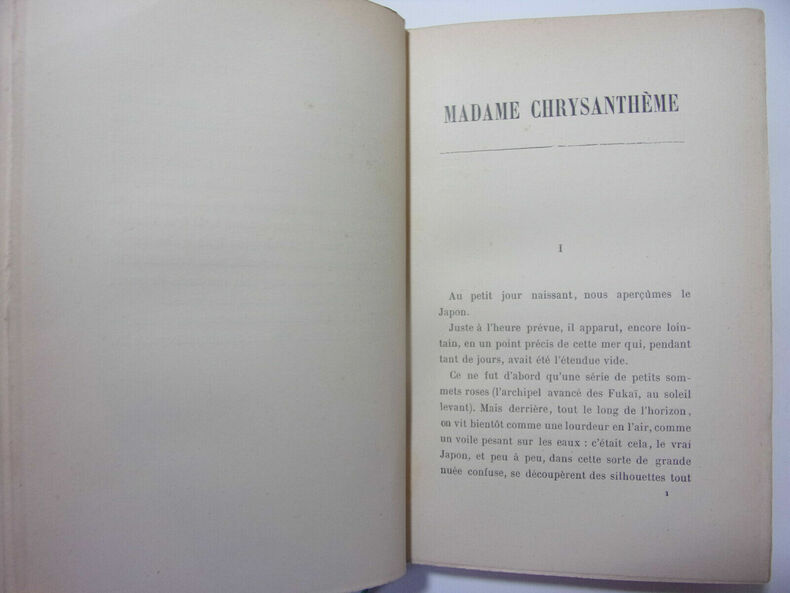 MADAME CHRYSANTHÈME
I
Au petit jour naissant, nous aperçûmes le
Japon.
Juste à l'heure prévue, il apparut, encore loin-
tain, en un point précis de cette mer qui, pendant
tant de jours, avait été l'étendue vide.
Ce ne fut d'abord qu'une série de petits som-
mets roses (l'archipel avancé des Fukaï, au soleil
levant). Mais derrière, tout le long de l'horizon,
on vit bientôt comme une lourdeur en l'air, comme
un voile pesant sur les eaux : c'était cela, le vrai
Japon, et peu à peu, dans cette sorte de grande
nuée confuse, se découpèrent des silhouettes tout
1